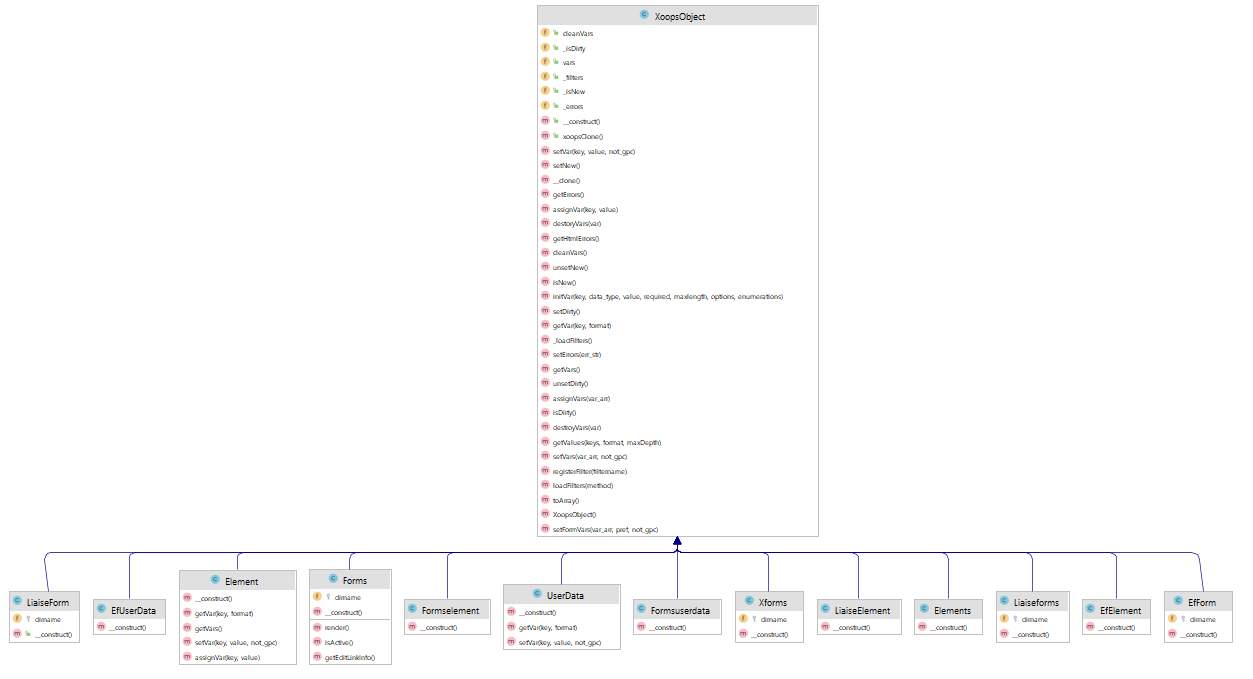 XoopsObject
cleanVars
_isDirty
vars
_filters
_isNew
_errors
__construct()
xoopsClone()
setVar(key, value, not_gpc)
setNew()
__clone()
getErrors()
assignVar(key, value)
destoryVars(var)
getHtmlErrors()
cleanVars()
unsetNew()
isNew()
initVar(key, data_type, value, required, maxlength, options, enumerations)
setDirty()
getVar(key, format)
_loadFilters()
setErrors(err_str)
getVars()
unsetDirty()
assignVars(var_arr)
isDirty()
destroyVars(var)
getValues(keys, format, maxDepth)
setVars(var_arr, not_gpc)
registerFilter(filtername)
loadFilters(method)
toArray()
XoopsObject()
setFormVars(var_arr, pref, not_gpc)
LiaiseForm
dirname
__construct()
EfUserData
__construct()
Element
__construct()
getVar(key, format)
getVars()
setVar(key, value, not_gpc)
assignVar(key, value)
Forms
dirname
__construct()
render()
isActive()
getEditLinkInfo()
Formselement
__construct()
UserData
__construct()
getVar(key, format)
setVar(key, value, not_gpc)
Formsuserdata
__construct()
Xforms
dirname
__construct()
LiaiseElement
__construct()
Elements
__construct()
Liaiseforms
dirname
__construct()
EfElement
__construct()
EfForm
dirname
__construct()